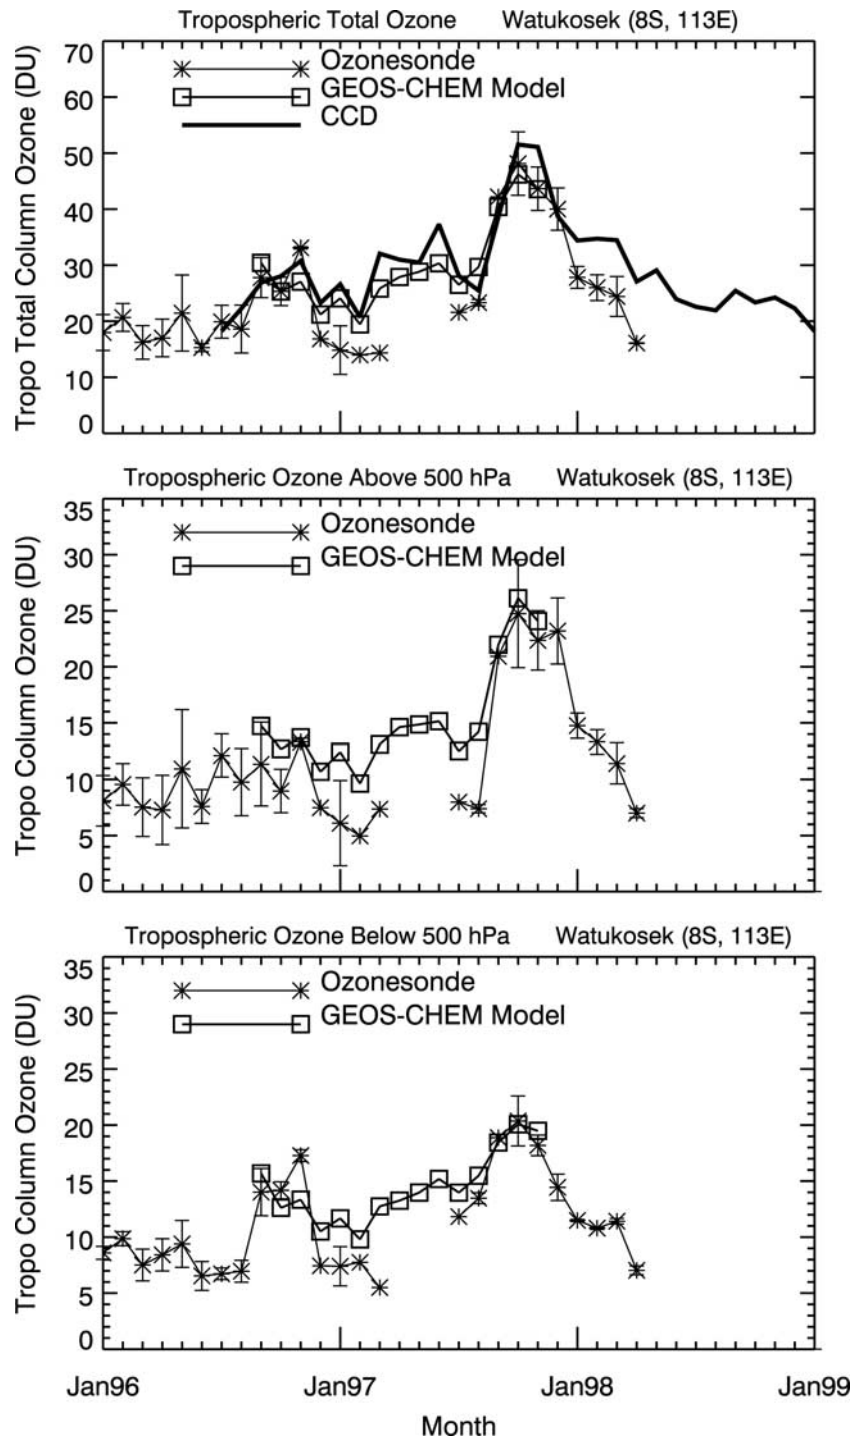 Tropospheric Total Ozone Watukosek (8S, 113E)
Tropo Total Column Ozone (DU)
70
60
50
40
30
20
10
0
Ozonesonde
GEOS-CHEM Model
CCD
Tropospheric Ozone Above 500 hPa Watukosek (8S, 113E)
Tropo Column Ozone (DU)
35
30
25
20
15
10
5
0
Ozonesonde
GEOS-CHEM Model
Tropospheric Ozone Below 500 hPa Watukosek (8S, 113E)
Tropo Column Ozone (DU)
35
30
25
20
15
10
5
0
Ozonesonde
GEOS-CHEM Model
Jan96 Jan97 Jan98 Jan99
Month